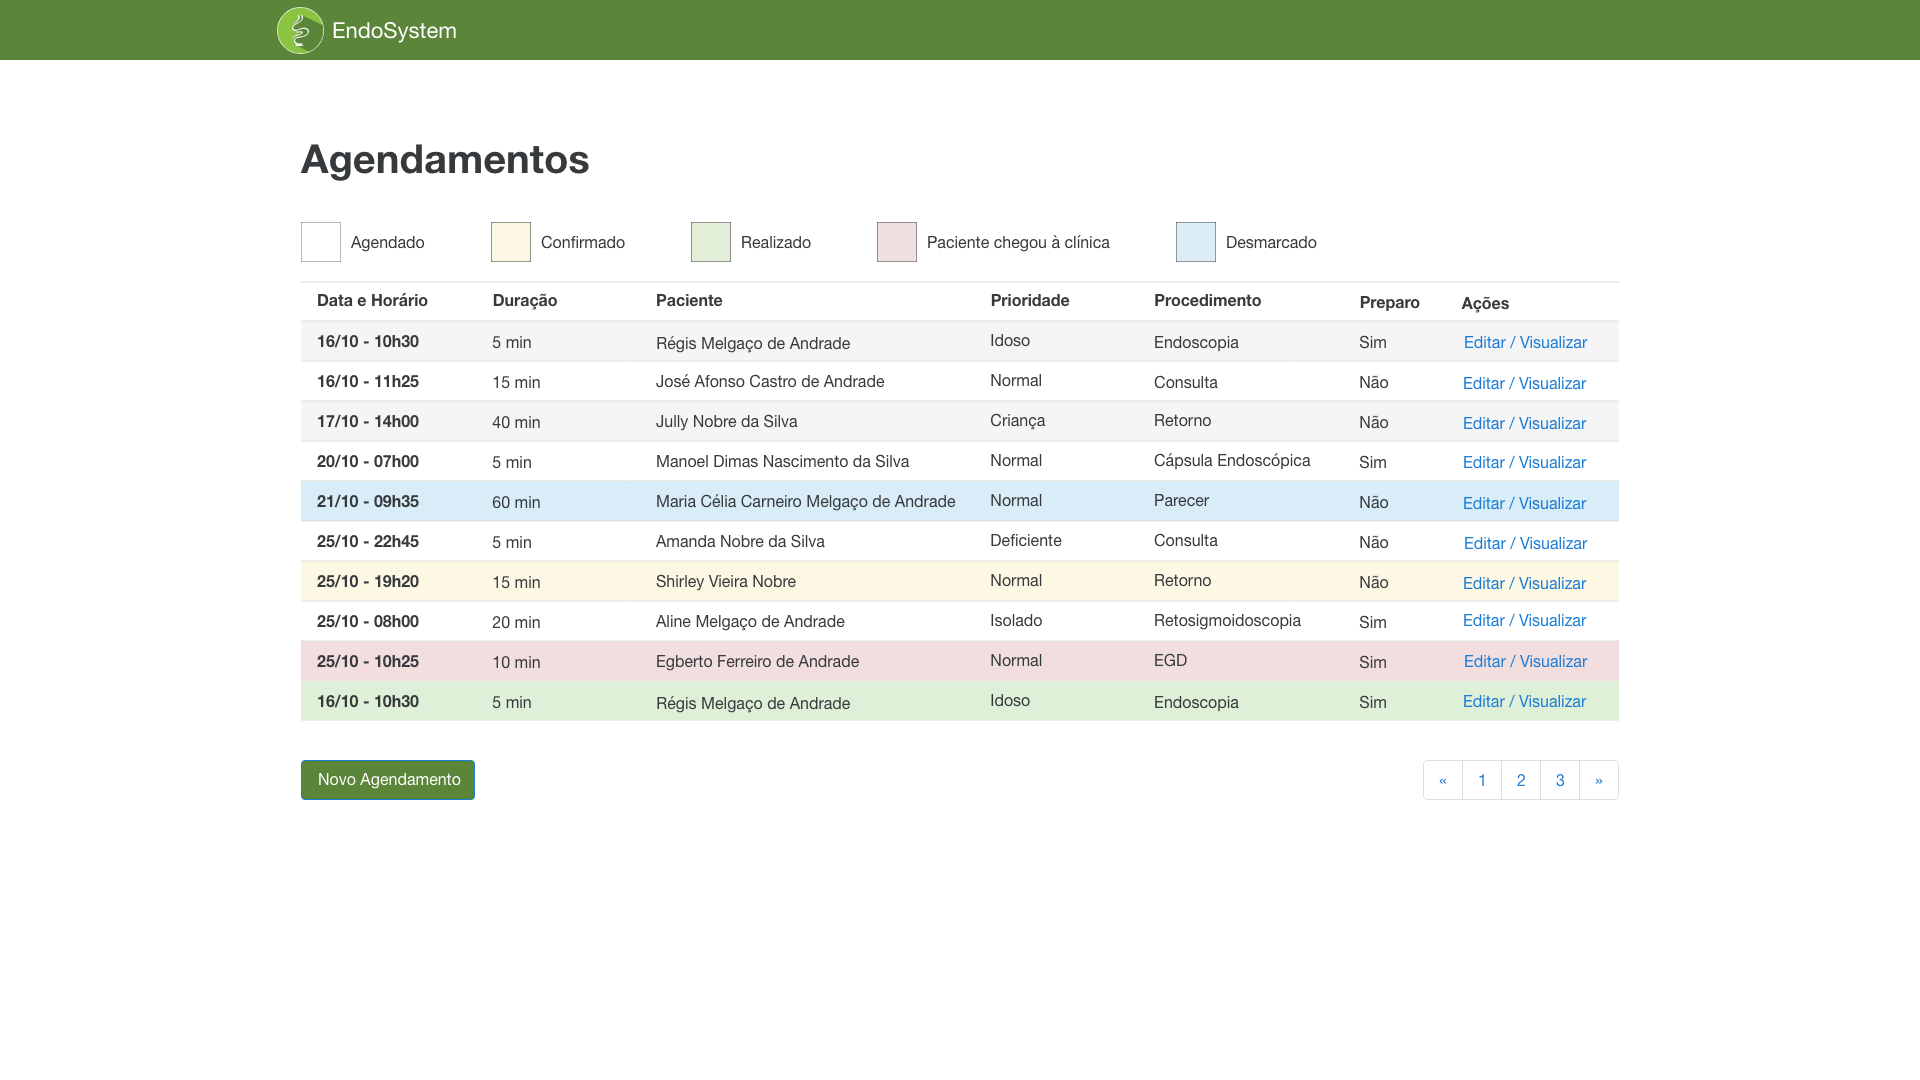 EndoSystem
Agendamentos
Agendado Confirmado Realizado Paciente chegou à clínica Desmarcado
Data e Horário Duração Paciente Prioridade Procedimento Preparo Ações
16/10 - 10h30 5 min Régis Melgaço de Andrade Idoso Endoscopia Sim Editar / Visualizar
16/10 - 11h25 15 min José Afonso Castro de Andrade Normal Consulta Não Editar / Visualizar
17/10 - 14h00 40 min Jully Nobre da Silva Criança Retorno Não Editar / Visualizar
20/10 - 07h00 5 min Manoel Dimas Nascimento da Silva Normal Cápsula Endoscópica Sim Editar / Visualizar
21/10 - 09h35 60 min Maria Célia Carneiro Melgaço de Andrade Normal Parecer Não Editar / Visualizar
25/10 - 22h45 5 min Amanda Nobre da Silva Deficiente Consulta Não Editar / Visualizar
25/10 - 19h20 15 min Shirley Vieira Nobre Normal Retorno Não Editar / Visualizar
25/10 - 08h00 20 min Aline Melgaço de Andrade Isolado Retosigmoidoscopia Sim Editar / Visualizar
25/10 - 10h25 10 min Egberto Ferreiro de Andrade Normal EGD Sim Editar / Visualizar
16/10 - 10h30 5 min Régis Melgaço de Andrade Idoso Endoscopia Sim Editar / Visualizar
Novo Agendamento « 1 2 3 »